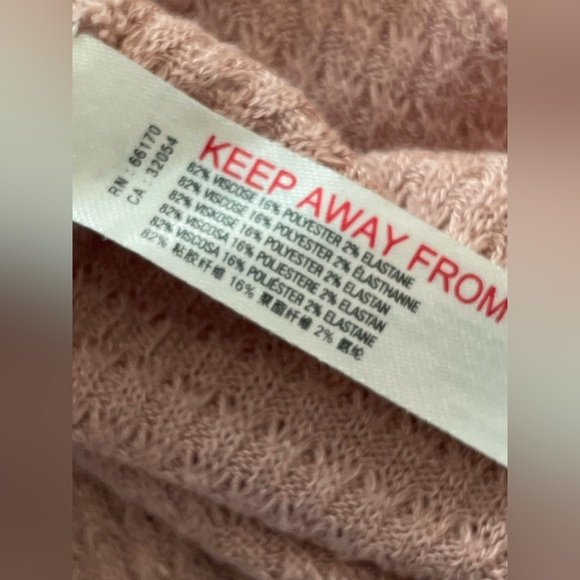 RN : 66170
CA : 32054
KEEP AWAY FROM
82% VISCOSE 16% POLYESTER 2% ELASTANE
82% VISCOSE 16% POLYESTER 2% ÉLASTHANNE
82% VISKOSE 16% POLYESTER 2% ELASTAN
82% VISCOSA 16% POLIESTERE 2% ELASTAN
82% VISCOSA 16% POLIÉSTER 2% ELASTANE
82% 粘胶纤维 16% 聚酯纤维 2% 氨纶